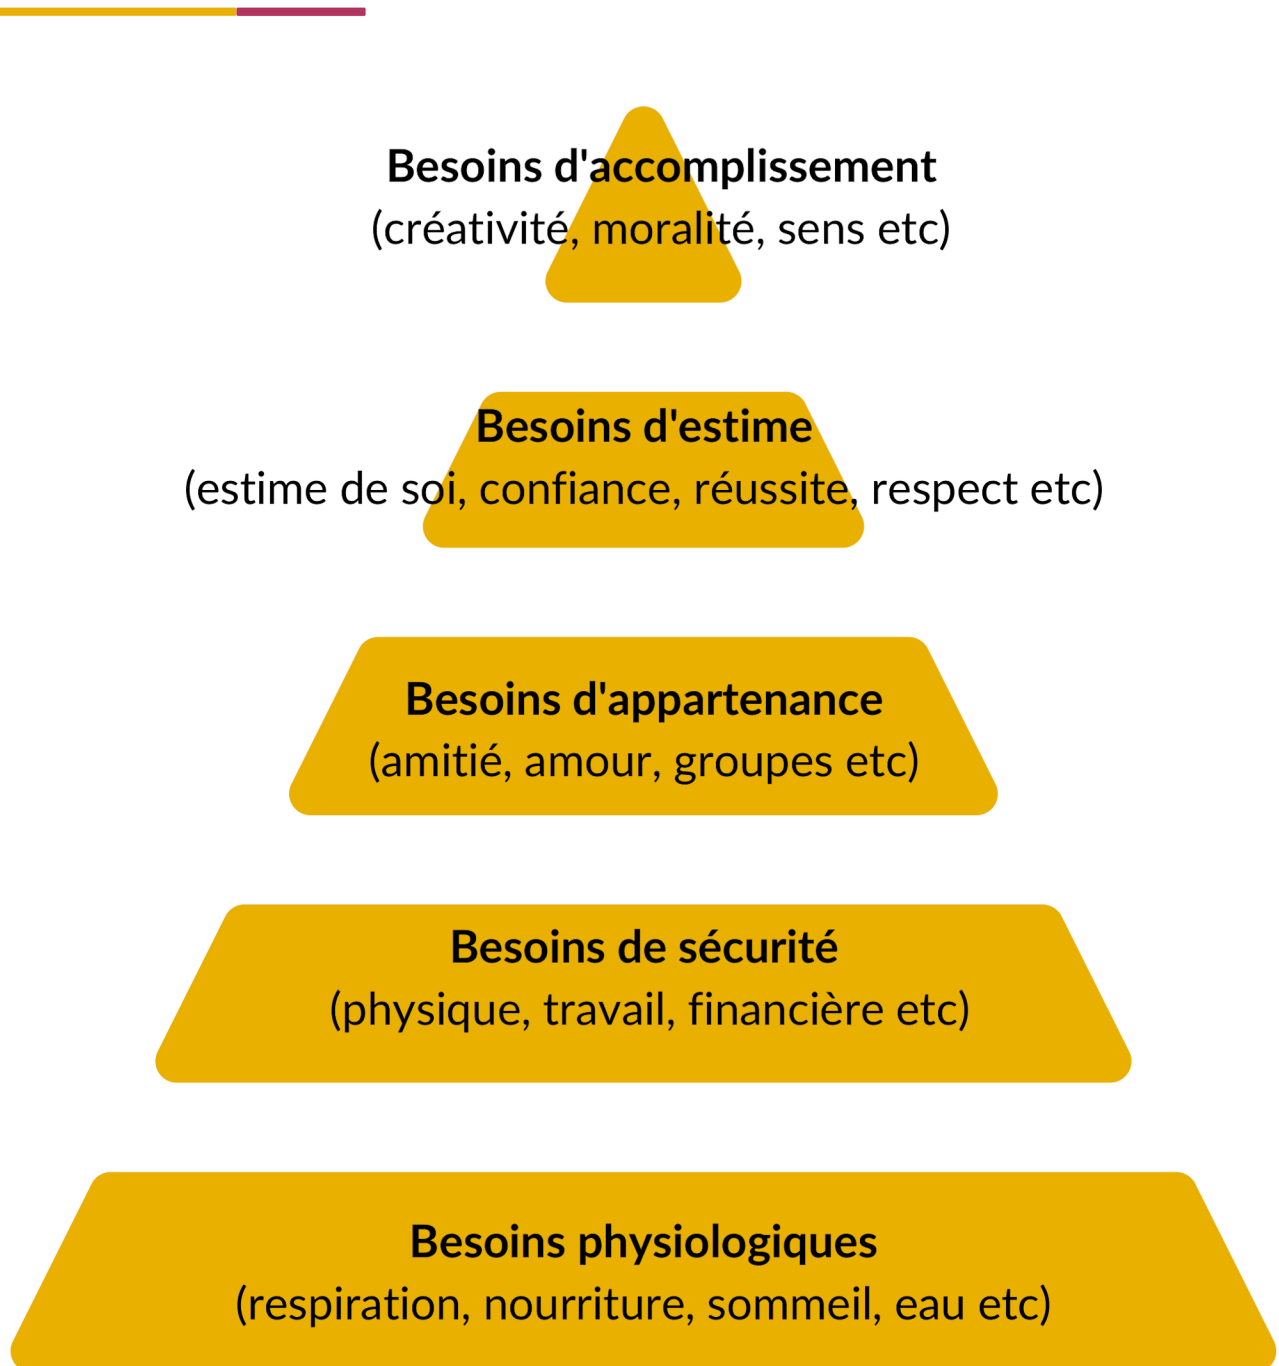 Besoins d'accomplissement
(créativité, moralité, sens etc)
Besoins d'estime
(estime de soi, confiance, réussite, respect etc)
Besoins d'appartenance
(amitié, amour, groupes etc)
Besoins de sécurité
(physique, travail, financière etc)
Besoins physiologiques
(respiration, nourriture, sommeil, eau etc)